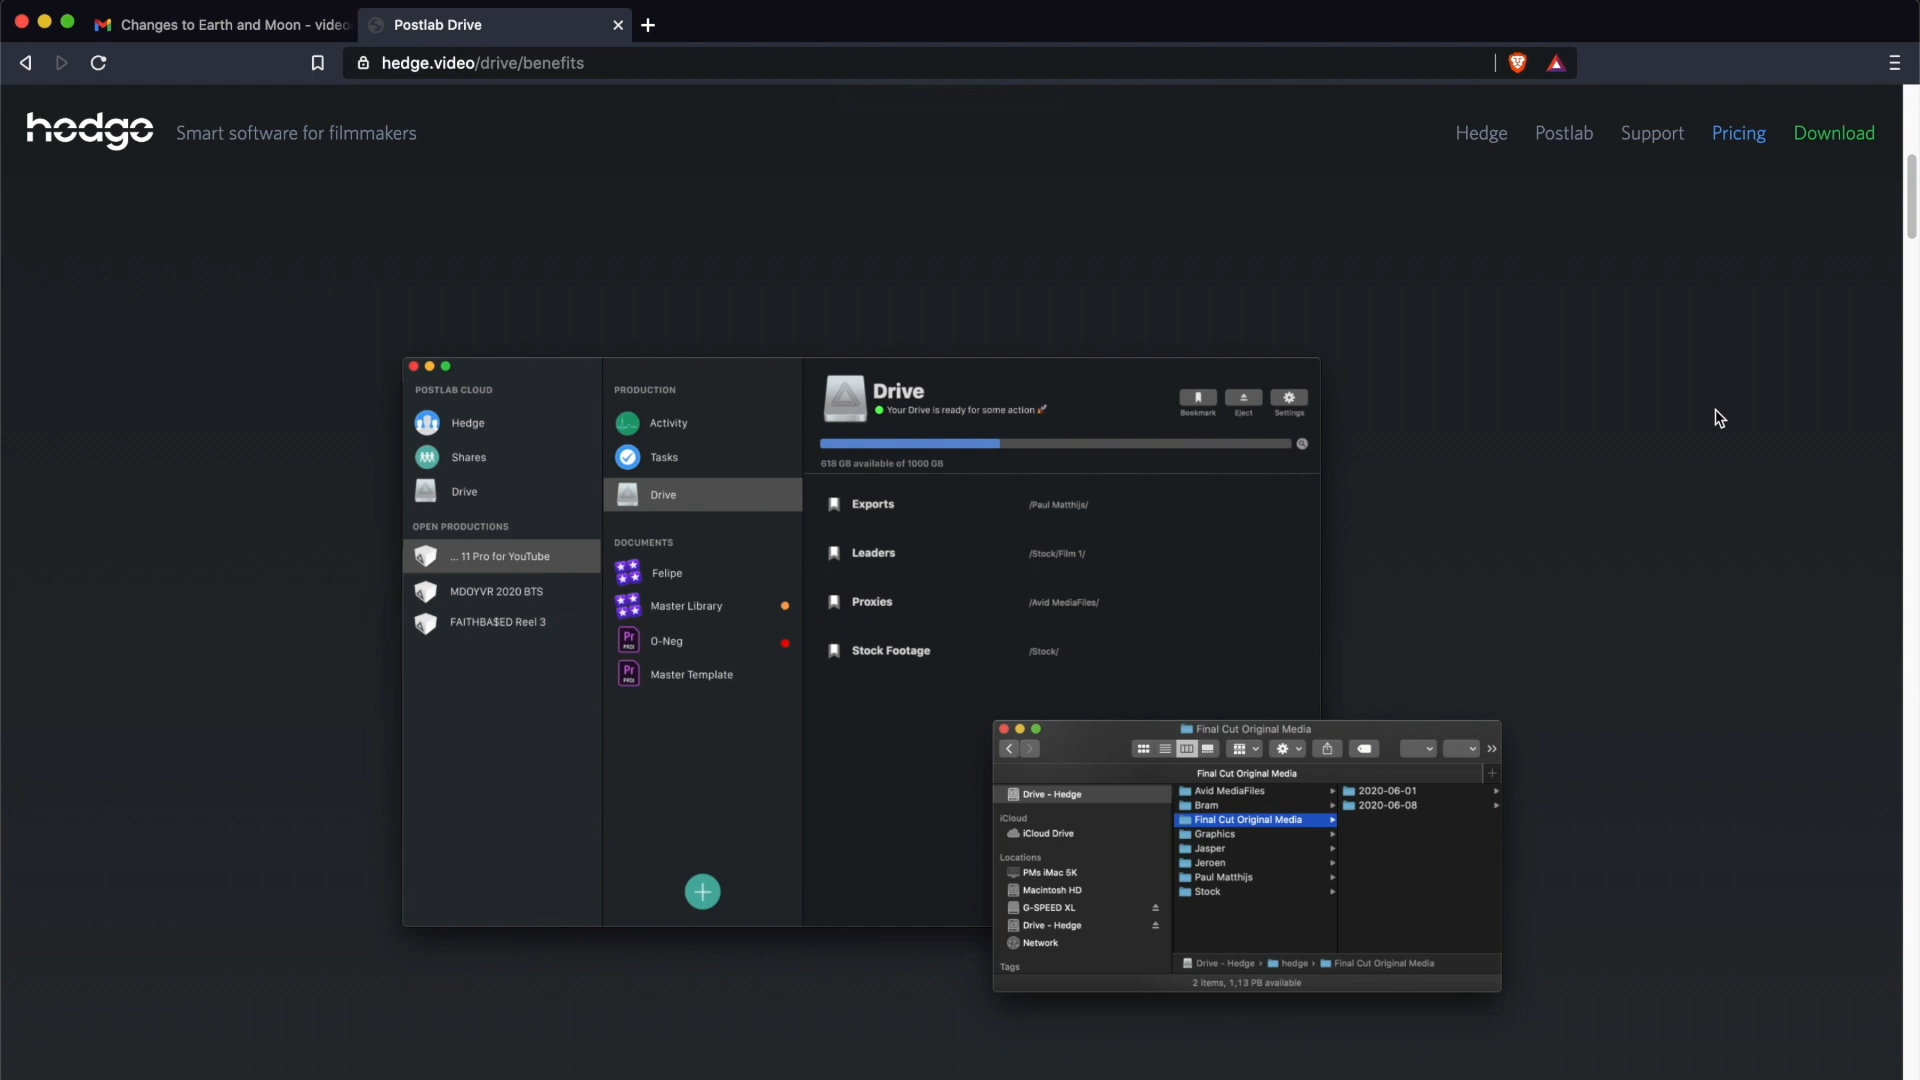 Changes to Earth and Moon - video
Postlab Drive
hedge.video/drive/benefits
hedge
Smart software for filmmakers
Hedge
Postlab
Support
Pricing
Download
POSTLAB CLOUD
Hedge
Shares
Drive
OPEN PRODUCTIONS
... 11 Pro for YouTube
MDOYVR 2020 BTS
FAITHBA$ED Reel 3
PRODUCTION
Activity
Tasks
Drive
DOCUMENTS
Felipe
Master Library
Pr
PROJ
O-Neg
Pr
PROJ
Master Template
Drive
Your Drive is ready for some action 🚀
Bookmark
Eject
Settings
618 GB available of 1000 GB
Exports /Paul Matthijs/
Leaders /Stock/Film 1/
Proxies /Avid MediaFiles/
Stock Footage /Stock/
Final Cut Original Media
Final Cut Original Media
Drive - Hedge
iCloud
iCloud Drive
Locations
PMs iMac 5K
Macintosh HD
G-SPEED XL
Drive - Hedge
Network
Tags
Avid MediaFiles
Bram
Final Cut Original Media
Graphics
Jasper
Jeroen
Paul Matthijs
Stock
2020-06-01
2020-06-08
Drive - Hedge › hedge › Final Cut Original Media
2 items, 1,13 PB available